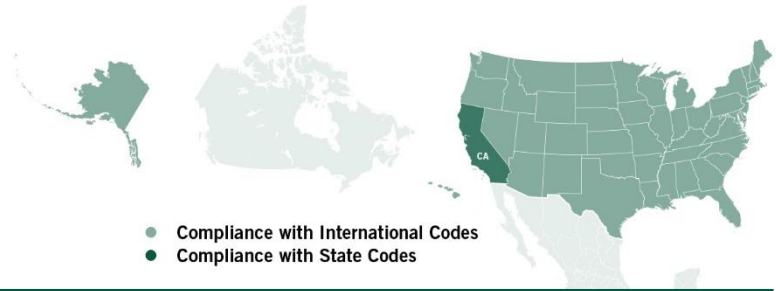 CA
Compliance with International Codes
Compliance with State Codes